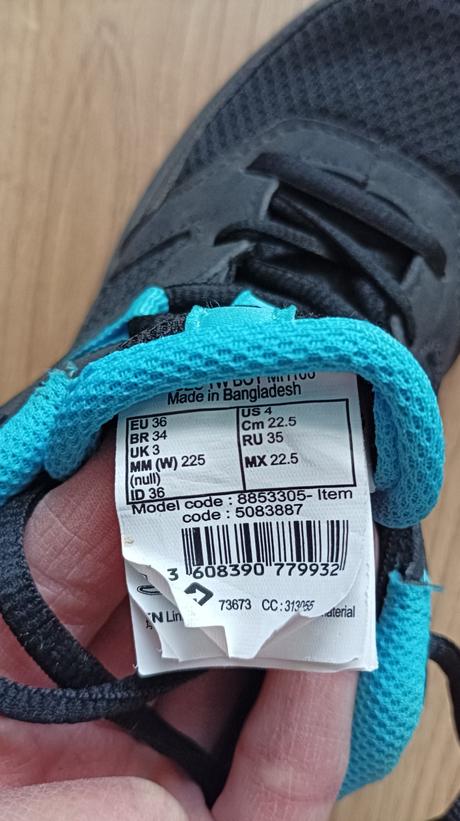 Made in Bangladesh
EU 36
BR 34
UK 3
MM (W) 225
(null)
ID 36
US 4
Cm 22.5
RU 35
MX 22.5
Model code : 8853305- Item
code : 5083887
3 608390 779932
73673 CC : 313055